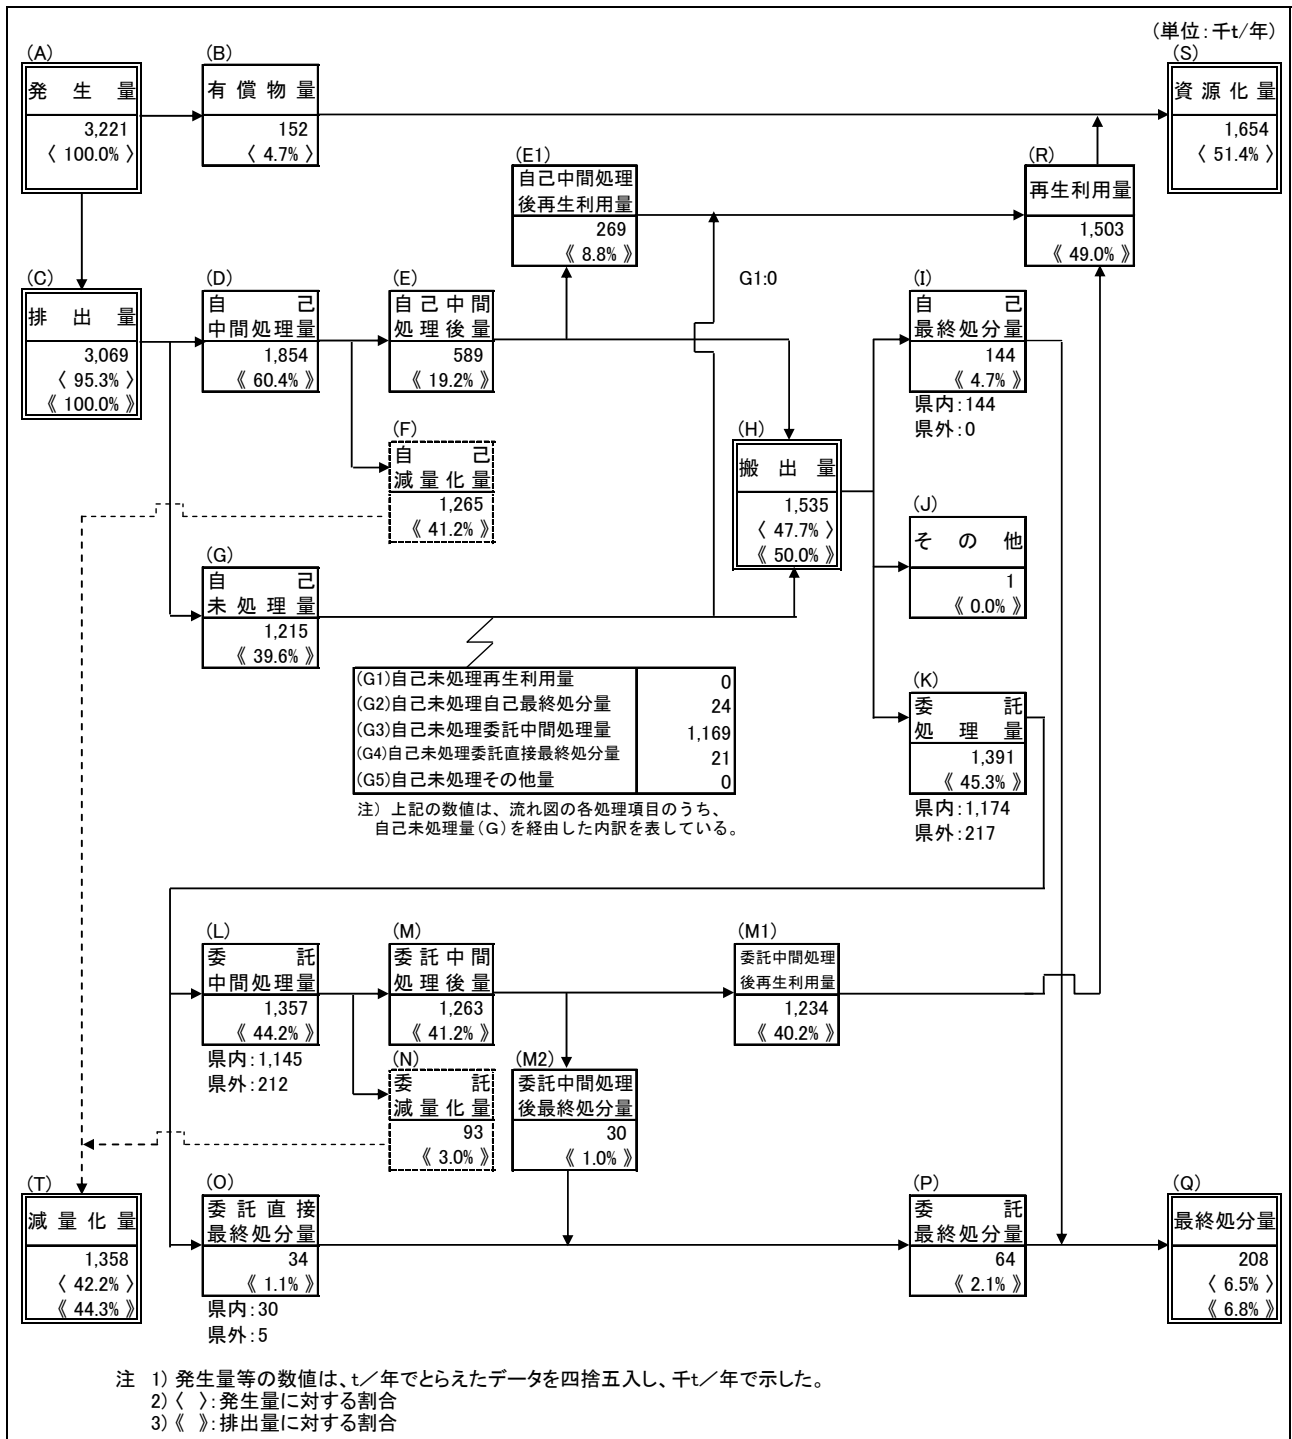 (単位:千t/年)
(A)
発生量
3,221
〈 100.0% 〉
(B)
有償物量
152
〈 4.7% 〉
(S)
資源化量
1,654
〈 51.4% 〉
(E1)
自己中間処理
後再生利用量
269
《 8.8% 》
(R)
再生利用量
1,503
《 49.0% 》
G1:0
(C)
排出量
3,069
〈 95.3% 〉
《 100.0% 》
(D)
自己
中間処理量
1,854
《 60.4% 》
(E)
自己中間
処理後量
589
《 19.2% 》
(I)
自己
最終処分量
144
《 4.7% 》
県内:144
県外:0
(F)
自己
減量化量
1,265
《 41.2% 》
(H)
搬出量
1,535
〈 47.7% 〉
《 50.0% 》
(J)
その他
1
《 0.0% 》
(G)
自己
未処理量
1,215
《 39.6% 》
(G1)自己未処理再生利用量 0
(G2)自己未処理自己最終処分量 24
(G3)自己未処理委託中間処理量 1,169
(G4)自己未処理委託直接最終処分量 21
(G5)自己未処理その他量 0
注）上記の数値は、流れ図の各処理項目のうち、
自己未処理量(G)を経由した内訳を表している。
(K)
委託
処理量
1,391
《 45.3% 》
県内:1,174
県外:217
(L)
委託
中間処理量
1,357
《 44.2% 》
県内:1,145
県外:212
(M)
委託中間
処理後量
1,263
《 41.2% 》
(M1)
委託中間処理
後再生利用量
1,234
《 40.2% 》
(N)
委託
減量化量
93
《 3.0% 》
(M2)
委託中間処理
後最終処分量
30
《 1.0% 》
(T)
減量化量
1,358
〈 42.2% 〉
《 44.3% 》
(O)
委託直接
最終処分量
34
《 1.1% 》
県内:30
県外:5
(P)
委託
最終処分量
64
《 2.1% 》
(Q)
最終処分量
208
〈 6.5% 〉
《 6.8% 》
注 1) 発生量等の数値は、t／年でとらえたデータを四捨五入し、千t／年で示した。
2)〈 〉:発生量に対する割合
3)《 》:排出量に対する割合